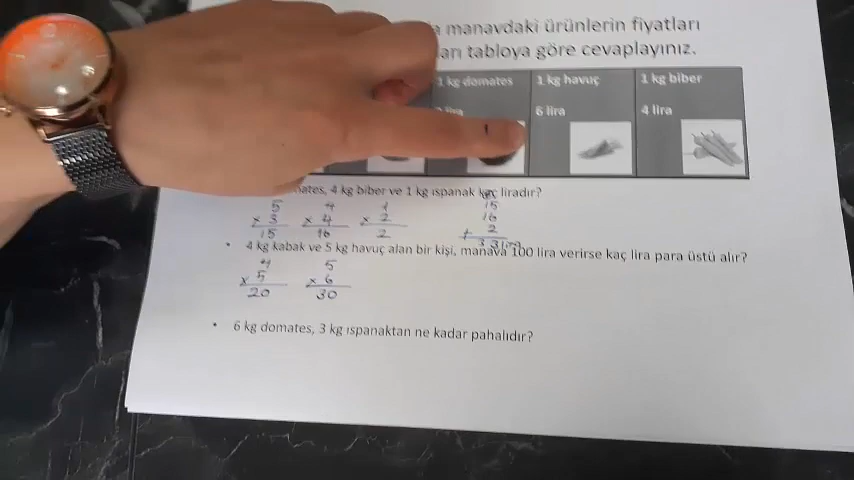 manavdaki ürünlerin fiyatları
tabloya göre cevaplayınız.
1 kg domates 1 kg havuç 1 kg biber
lira 6 lira 4 lira
4 kg biber ve 1 kg ıspanak kaç liradır?
5 4 1 15
x 3 x 4 x 2 16
15 16 2 + 2
33 lira
• 4 kg kabak ve 5 kg havuç alan bir kişi, manava 100 lira verirse kaç lira para üstü alır?
4 5
x 5 x 6
20 30
• 6 kg domates, 3 kg ıspanaktan ne kadar pahalıdır?